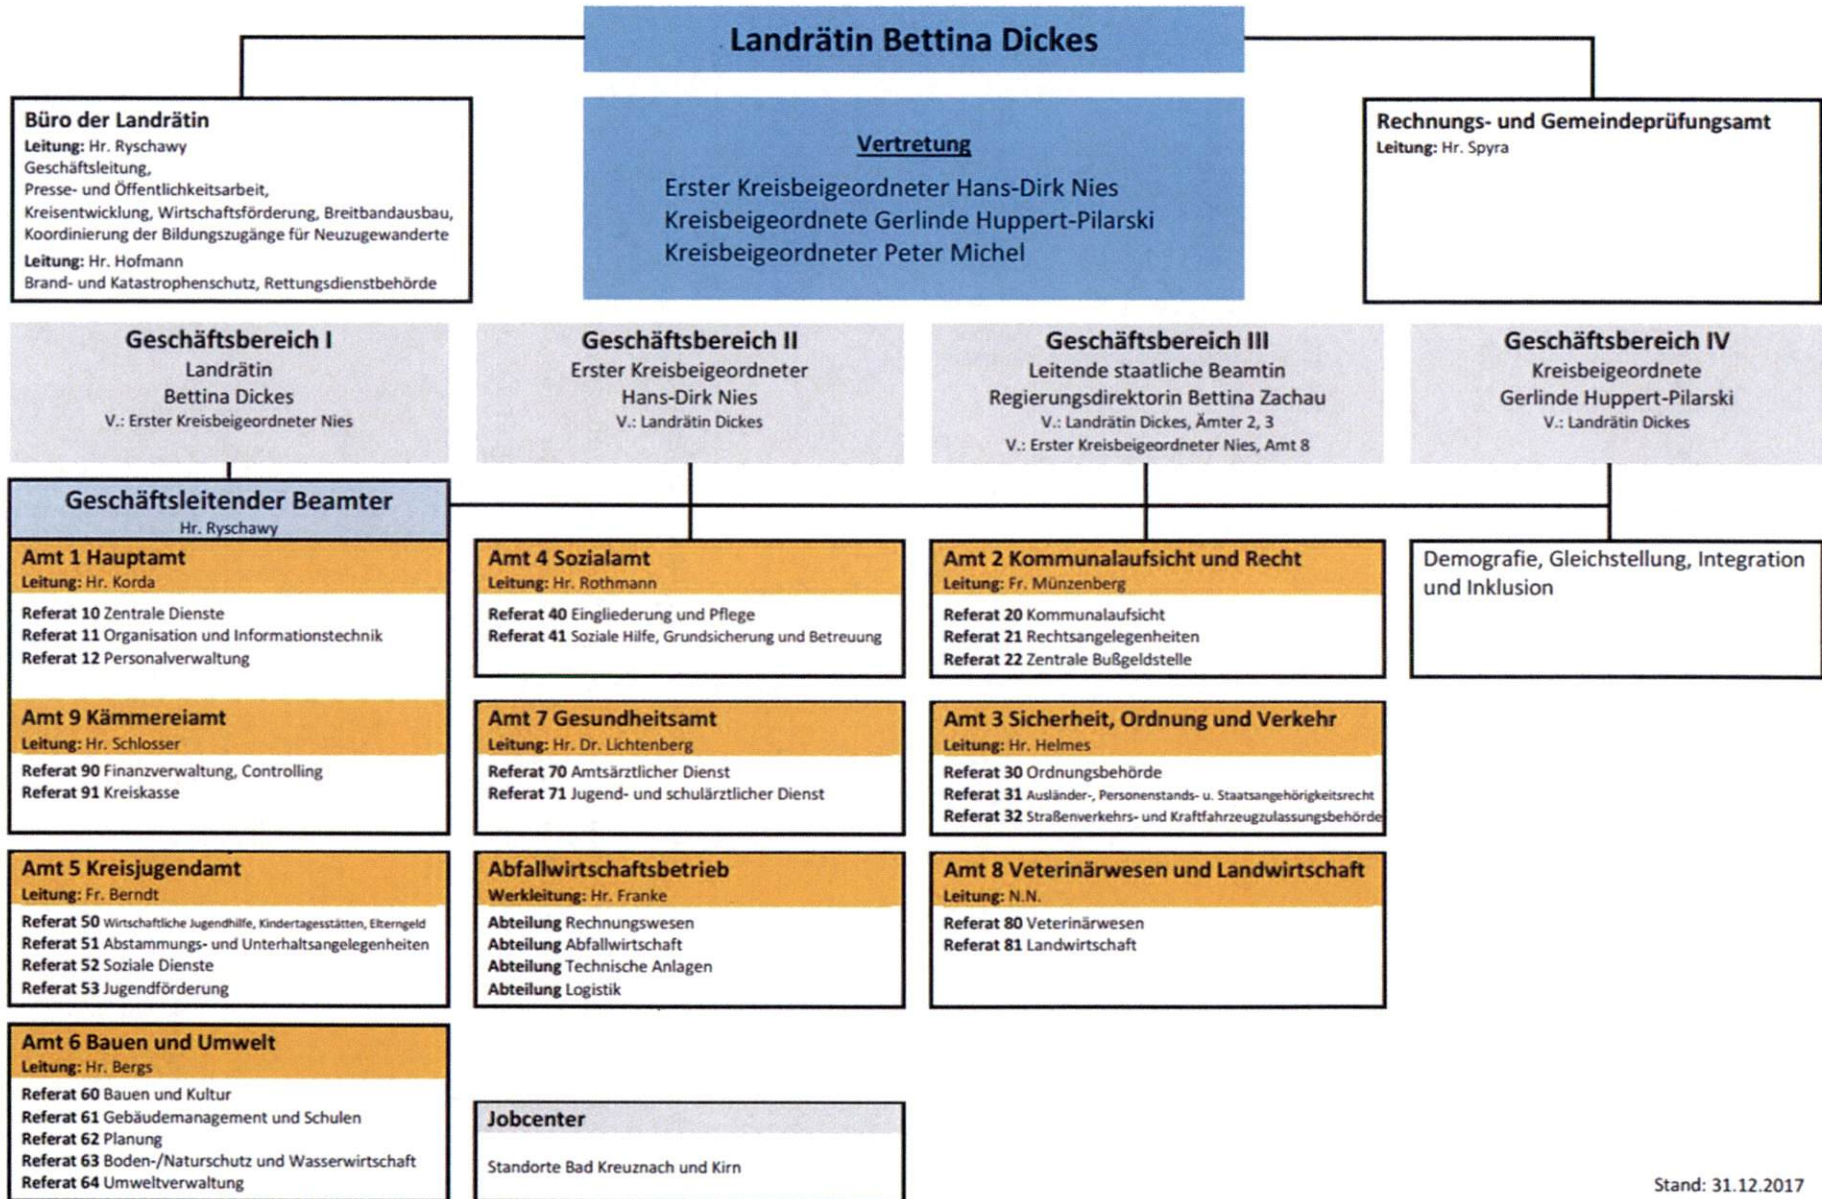 Landrätin Bettina Dickes
Büro der Landrätin
Leitung: Hr. Ryschawy
Geschäftsleitung,
Presse- und Öffentlichkeitsarbeit,
Kreisentwicklung, Wirtschaftsförderung, Breitbandausbau,
Koordinierung der Bildungszugänge für Neuzugewanderte
Leitung: Hr. Hofmann
Brand- und Katastrophenschutz, Rettungsdienstbehörde
Vertretung
Erster Kreisbeigeordneter Hans-Dirk Nies
Kreisbeigeordnete Gerlinde Huppert-Pilarski
Kreisbeigeordneter Peter Michel
Rechnungs- und Gemeindeprüfungsamt
Leitung: Hr. Spyra
Geschäftsbereich I
Landrätin
Bettina Dickes
V.: Erster Kreisbeigeordneter Nies
Geschäftsbereich II
Erster Kreisbeigeordneter
Hans-Dirk Nies
V.: Landrätin Dickes
Geschäftsbereich III
Leitende staatliche Beamtin
Regierungsdirektorin Bettina Zachau
V.: Landrätin Dickes, Ämter 2, 3
V.: Erster Kreisbeigeordneter Nies, Amt 8
Geschäftsbereich IV
Kreisbeigeordnete
Gerlinde Huppert-Pilarski
V.: Landrätin Dickes
Geschäftsleitender Beamter
Hr. Ryschawy
Amt 1 Hauptamt
Leitung: Hr. Korda
Referat 10 Zentrale Dienste
Referat 11 Organisation und Informationstechnik
Referat 12 Personalverwaltung
Amt 9 Kämmereiamt
Leitung: Hr. Schlosser
Referat 90 Finanzverwaltung, Controlling
Referat 91 Kreiskasse
Amt 5 Kreisjugendamt
Leitung: Fr. Berndt
Referat 50 Wirtschaftliche Jugendhilfe, Kindertagesstätten, Elterngeld
Referat 51 Abstammungs- und Unterhaltsangelegenheiten
Referat 52 Soziale Dienste
Referat 53 Jugendförderung
Amt 6 Bauen und Umwelt
Leitung: Hr. Bergs
Referat 60 Bauen und Kultur
Referat 61 Gebäudemanagement und Schulen
Referat 62 Planung
Referat 63 Boden-/Naturschutz und Wasserwirtschaft
Referat 64 Umweltverwaltung
Amt 4 Sozialamt
Leitung: Hr. Rothmann
Referat 40 Eingliederung und Pflege
Referat 41 Soziale Hilfe, Grundsicherung und Betreuung
Amt 7 Gesundheitsamt
Leitung: Hr. Dr. Lichtenberg
Referat 70 Amtsärztlicher Dienst
Referat 71 Jugend- und schulärztlicher Dienst
Abfallwirtschaftsbetrieb
Werkleitung: Hr. Franke
Abteilung Rechnungswesen
Abteilung Abfallwirtschaft
Abteilung Technische Anlagen
Abteilung Logistik
Jobcenter
Standorte Bad Kreuznach und Kirn
Amt 2 Kommunalaufsicht und Recht
Leitung: Fr. Münzenberg
Referat 20 Kommunalaufsicht
Referat 21 Rechtsangelegenheiten
Referat 22 Zentrale Bußgeldstelle
Amt 3 Sicherheit, Ordnung und Verkehr
Leitung: Hr. Helmes
Referat 30 Ordnungsbehörde
Referat 31 Ausländer-, Personenstands- u. Staatsangehörigkeitsrecht
Referat 32 Straßenverkehrs- und Kraftfahrzeugzulassungsbehörde
Amt 8 Veterinärwesen und Landwirtschaft
Leitung: N.N.
Referat 80 Veterinärwesen
Referat 81 Landwirtschaft
Demografie, Gleichstellung, Integration
und Inklusion
Stand: 31.12.2017